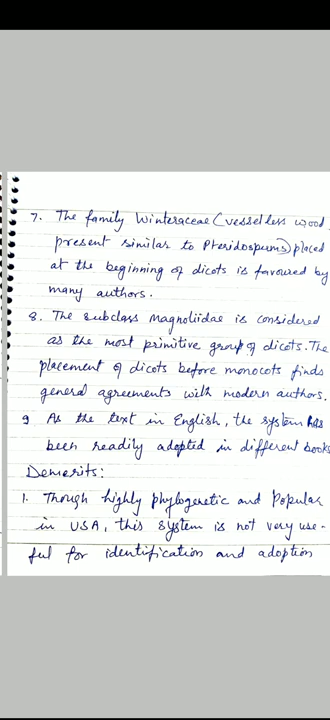 7. The family Winteraceae (vessel less wood
present similar to Pteridosperms) placed
at the beginning of dicots is favoured by
many authors.
8. The subclass Magnoliidae is considered
as the most primitive group of dicots. The
placement of dicots before monocots finds
general agreements with modern authors.
9 As the text in English, the system has
been readily adopted in different books
Demerits:
1. Though highly phylogenetic and Popular
in USA, this system is not very use-
ful for identification and adoption